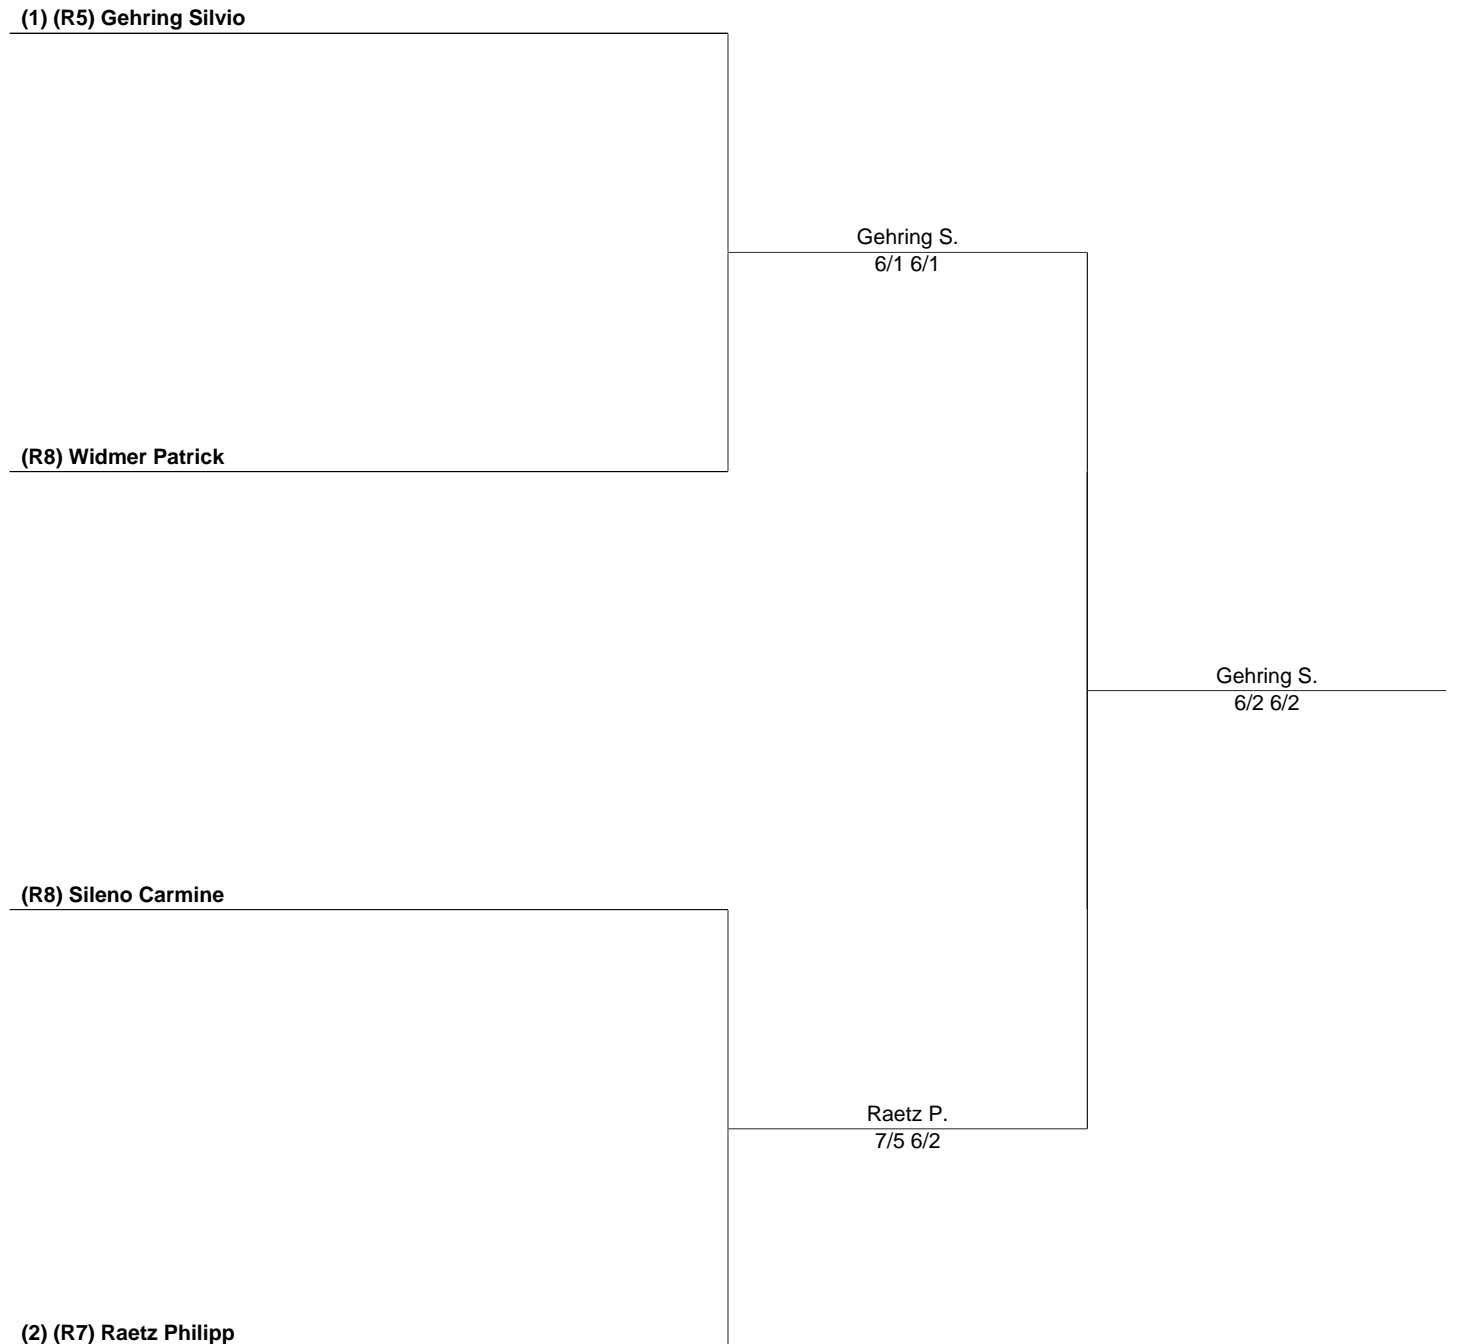 (1) (R5) Gehring Silvio
Gehring S.
6/1 6/1
(R8) Widmer Patrick
Gehring S.
6/2 6/2
(R8) Sileno Carmine
Raetz P.
7/5 6/2
(2) (R7) Raetz Philipp